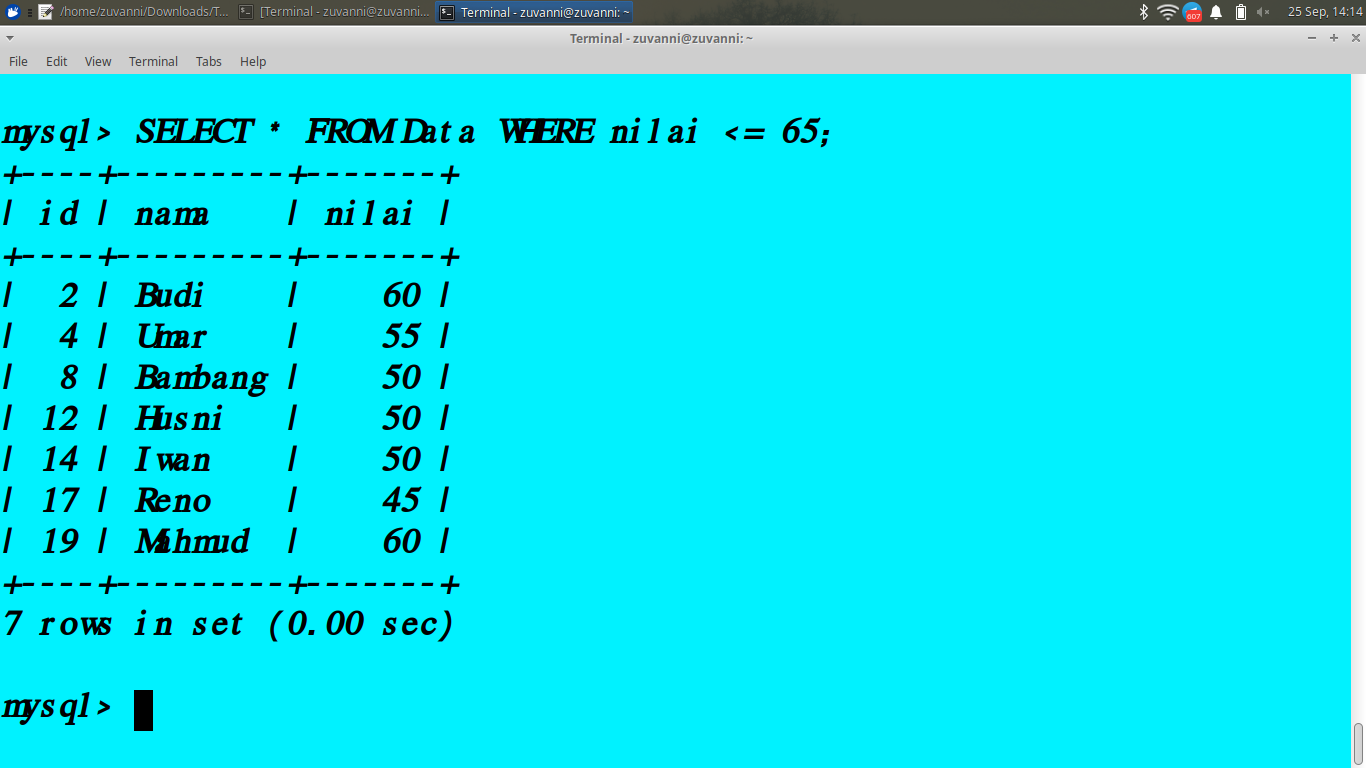 /home/zuvanni/Downloads/T...
[Terminal - zuvanni@zuvanni...
Terminal - zuvanni@zuvanni: ~
607
25 Sep, 14:14
Terminal - zuvanni@zuvanni: ~
File Edit View Terminal Tabs Help
mysql> SELECT * FROM Data WHERE nilai <= 65;
+----+---------+-------+
| id | nama    | nilai |
+----+---------+-------+
|  2 | Budi    |    60 |
|  4 | Umar    |    55 |
|  8 | Bambang |    50 |
| 12 | Husni   |    50 |
| 14 | Iwan    |    50 |
| 17 | Reno    |    45 |
| 19 | Mahmud  |    60 |
+----+---------+-------+
7 rows in set (0.00 sec)
mysql>